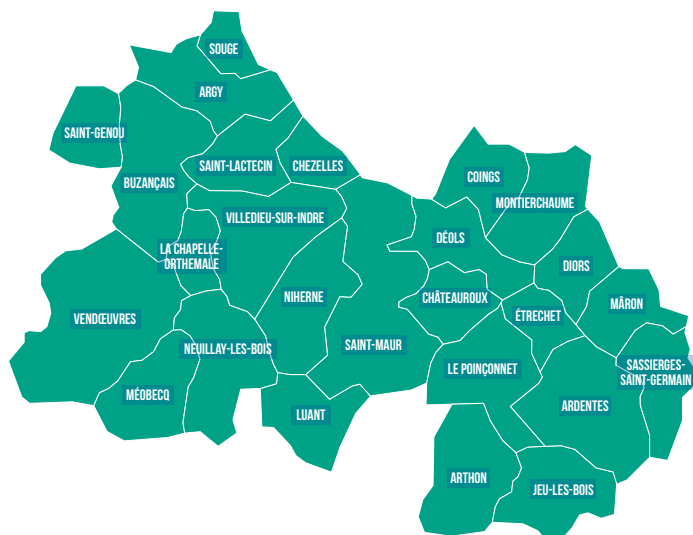 SOUGE
ARGY
SAINT-GENOU
SAINT-LACTECIN
CHEZELLES
BUZANÇAIS
COINGS
MONTIERCHAUME
VILLEDIEU-SUR-INDRE
DÉOLS
LA CHAPELLE-
ORTHEMALE
DIORS
NIHERNE
CHÂTEAUROUX
MÂRON
VENDŒUVRES
ÉTRECHET
NEUILLAY-LES-BOIS
SAINT-MAUR
LE POINÇONNET
SASSIERGES-
SAINT-GERMAIN
MÉOBECQ
ARDENTES
LUANT
ARTHON
JEU-LES-BOIS